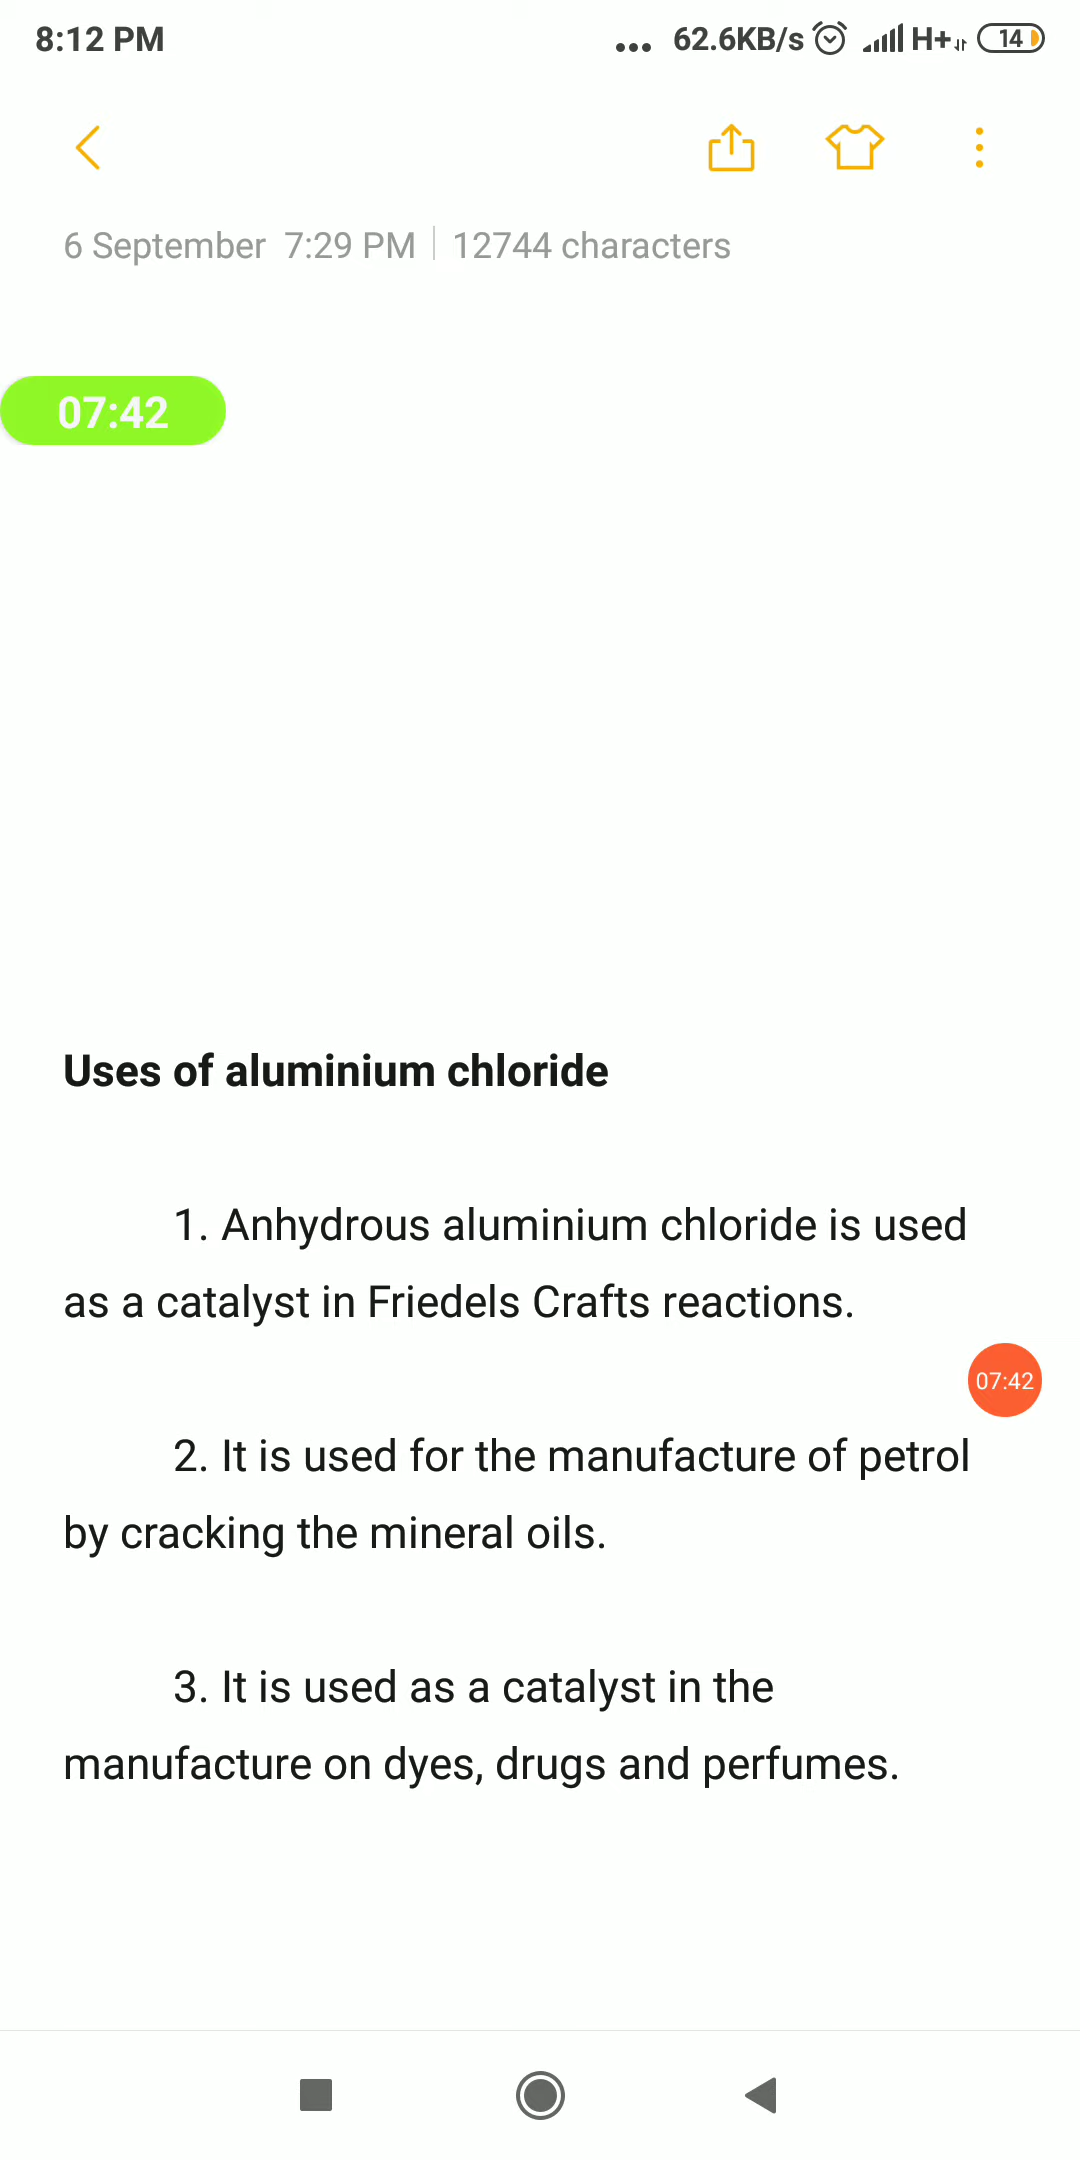 8:12 PM
... 62.6KB/s H+ 14
6 September 7:29 PM | 12744 characters
07:42
Uses of aluminium chloride
1. Anhydrous aluminium chloride is used
as a catalyst in Friedels Crafts reactions.
07:42
2. It is used for the manufacture of petrol
by cracking the mineral oils.
3. It is used as a catalyst in the
manufacture on dyes, drugs and perfumes.